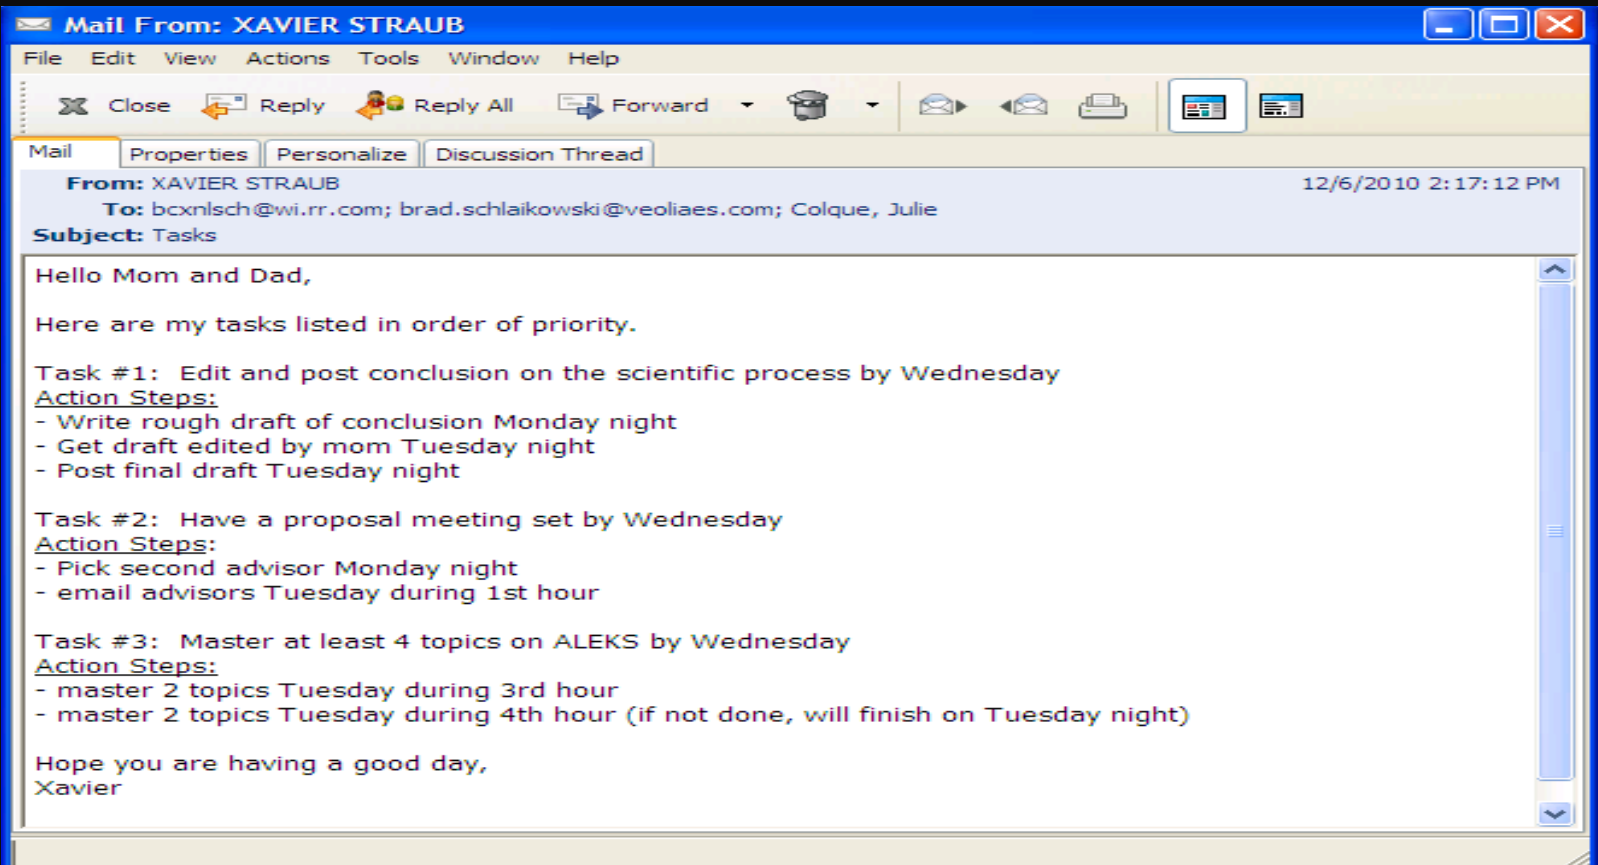 Mail From: XAVIER STRAUB
File Edit View Actions Tools Window Help
Close Reply Reply All Forward
Mail Properties Personalize Discussion Thread
From: XAVIER STRAUB 12/6/2010 2:17:12 PM
To: bcxnlsch@wi.rr.com; brad.schlaikowski@veoliaes.com; Colque, Julie
Subject: Tasks
Hello Mom and Dad,
Here are my tasks listed in order of priority.
Task #1:  Edit and post conclusion on the scientific process by Wednesday
Action Steps:
- Write rough draft of conclusion Monday night
- Get draft edited by mom Tuesday night
- Post final draft Tuesday night
Task #2:  Have a proposal meeting set by Wednesday
Action Steps:
- Pick second advisor Monday night
- email advisors Tuesday during 1st hour
Task #3:  Master at least 4 topics on ALEKS by Wednesday
Action Steps:
- master 2 topics Tuesday during 3rd hour
- master 2 topics Tuesday during 4th hour (if not done, will finish on Tuesday night)
Hope you are having a good day,
Xavier